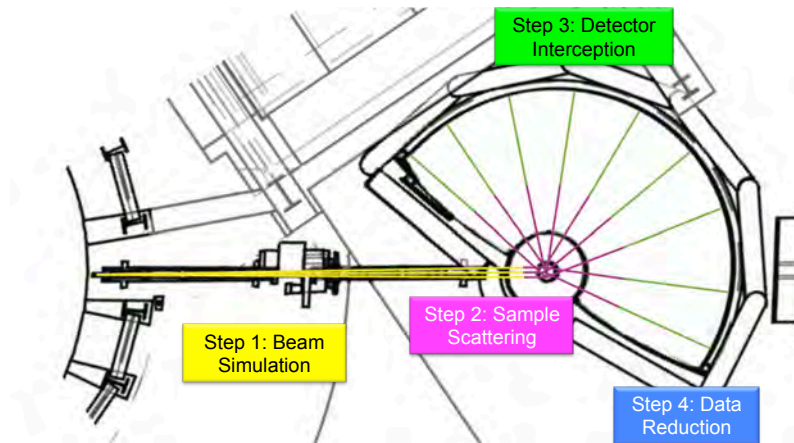 Step 3: Detector
Interception
Step 2: Sample
Scattering
Step 1: Beam
Simulation
Step 4: Data
Reduction